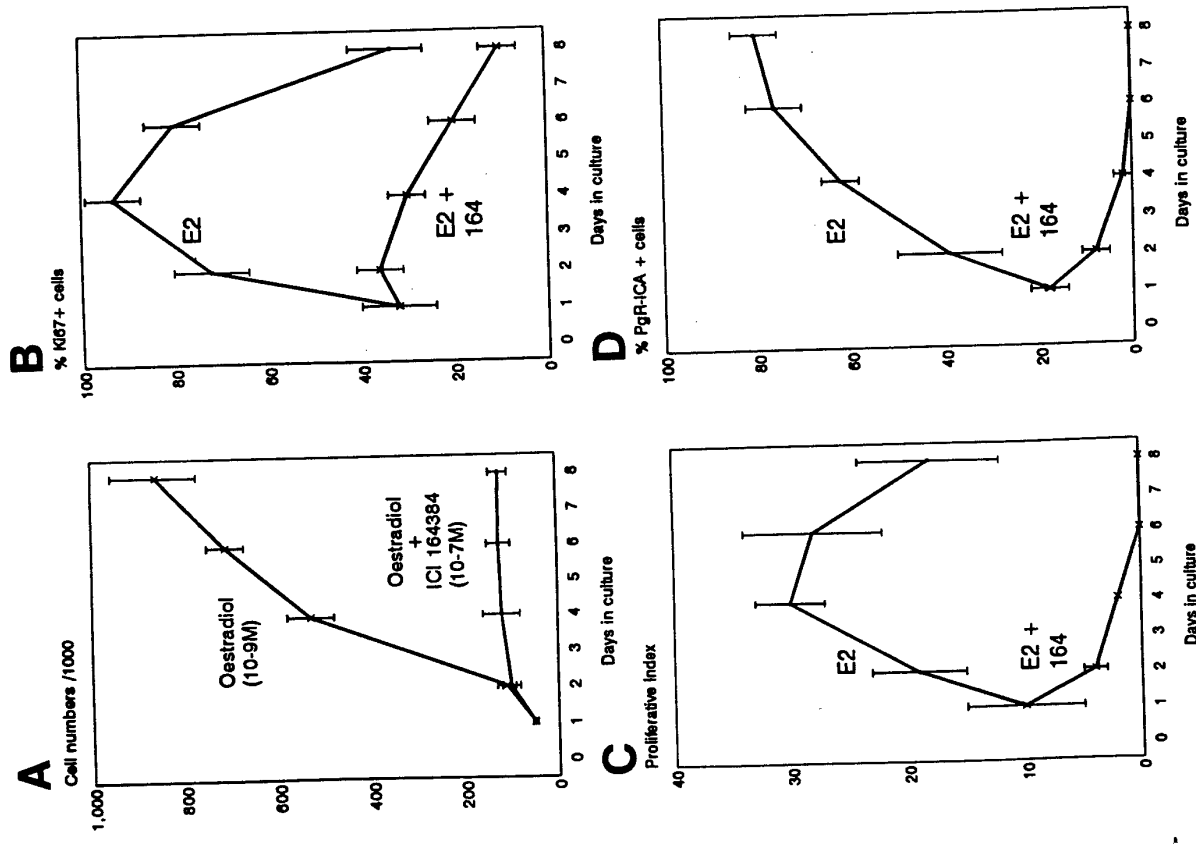 A
Cell numbers /1000
1,000
800
600
400
200
0
Oestradiol
(10-9M)
Oestradiol
+
ICI 164384
(10-7M)
0 1 2 3 4 5 6 7 8
Days in culture
B
% Ki67+ cells
100
80
60
40
20
0
E2
E2 +
164
0 1 2 3 4 5 6 7 8
Days in culture
C
Proliferative Index
40
30
20
10
0
E2
E2 +
164
0 1 2 3 4 5 6 7 8
Days in culture
D
% PgR-ICA + cells
100
80
60
40
20
0
E2
E2 +
164
0 1 2 3 4 5 6 7 8
Days in culture